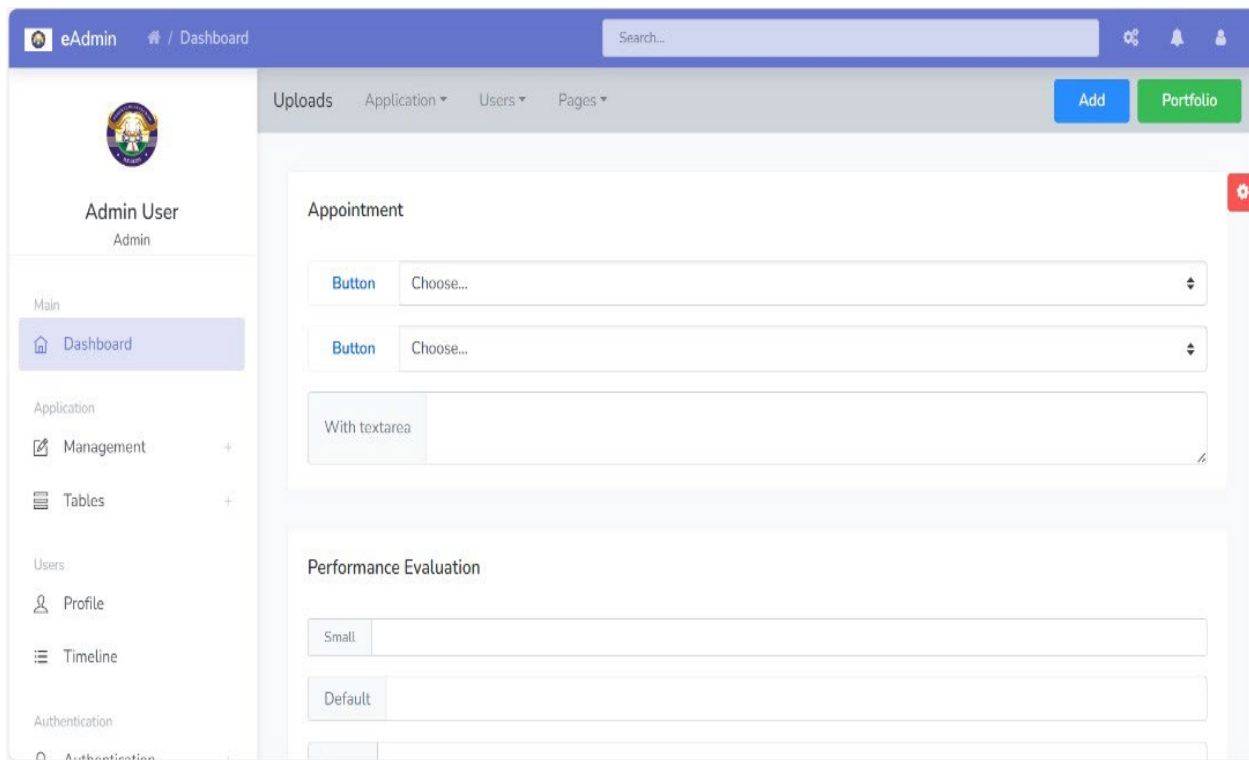 eAdmin / Dashboard Search...
Admin User
Admin
Main
Dashboard
Application
Management +
Tables +
Users
Profile
Timeline
Authentication
Authentication
Uploads Application Users Pages Add Portfolio
Appointment
Button Choose...
Button Choose...
With textarea
Performance Evaluation
Small
Default